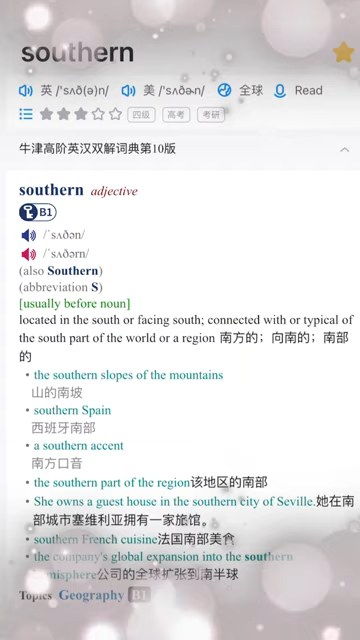 southern
英 /'sʌð(ə)n/ 美 /'sʌðɚn/ 全球 Read
四级 高考 考研
牛津高阶英汉双解词典第10版
southern adjective
B1
/ˈsʌðən/
/ˈsʌðərn/
(also Southern)
(abbreviation S)
[usually before noun]
located in the south or facing south; connected with or typical of
the south part of the world or a region 南方的；向南的；南部
的
• the southern slopes of the mountains
山的南坡
• southern Spain
西班牙南部
• a southern accent
南方口音
• the southern part of the region该地区的南部
• She owns a guest house in the southern city of Seville.她在南
部城市塞维利亚拥有一家旅馆。
• southern French cuisine法国南部美食
• the company's global expansion into the southern
hemisphere公司的全球扩张到南半球
Topics Geography B1